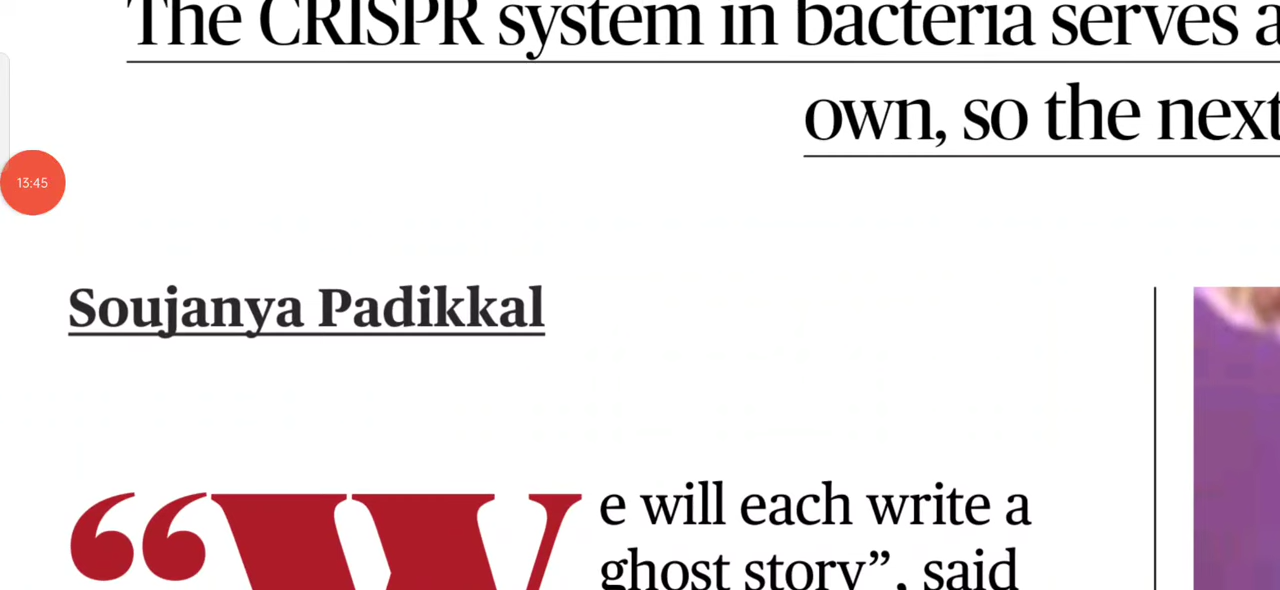 The CRISPR system in bacteria serves a
own, so the next
13:45
Soujanya Padikkal
“We will each write a
ghost story”, said